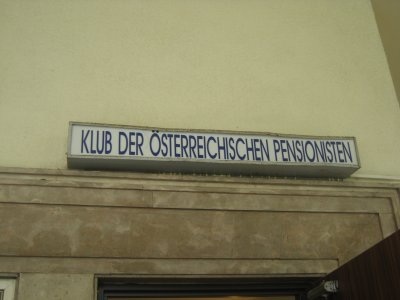 KLUB DER ÖSTERREICHISCHEN PENSIONISTEN